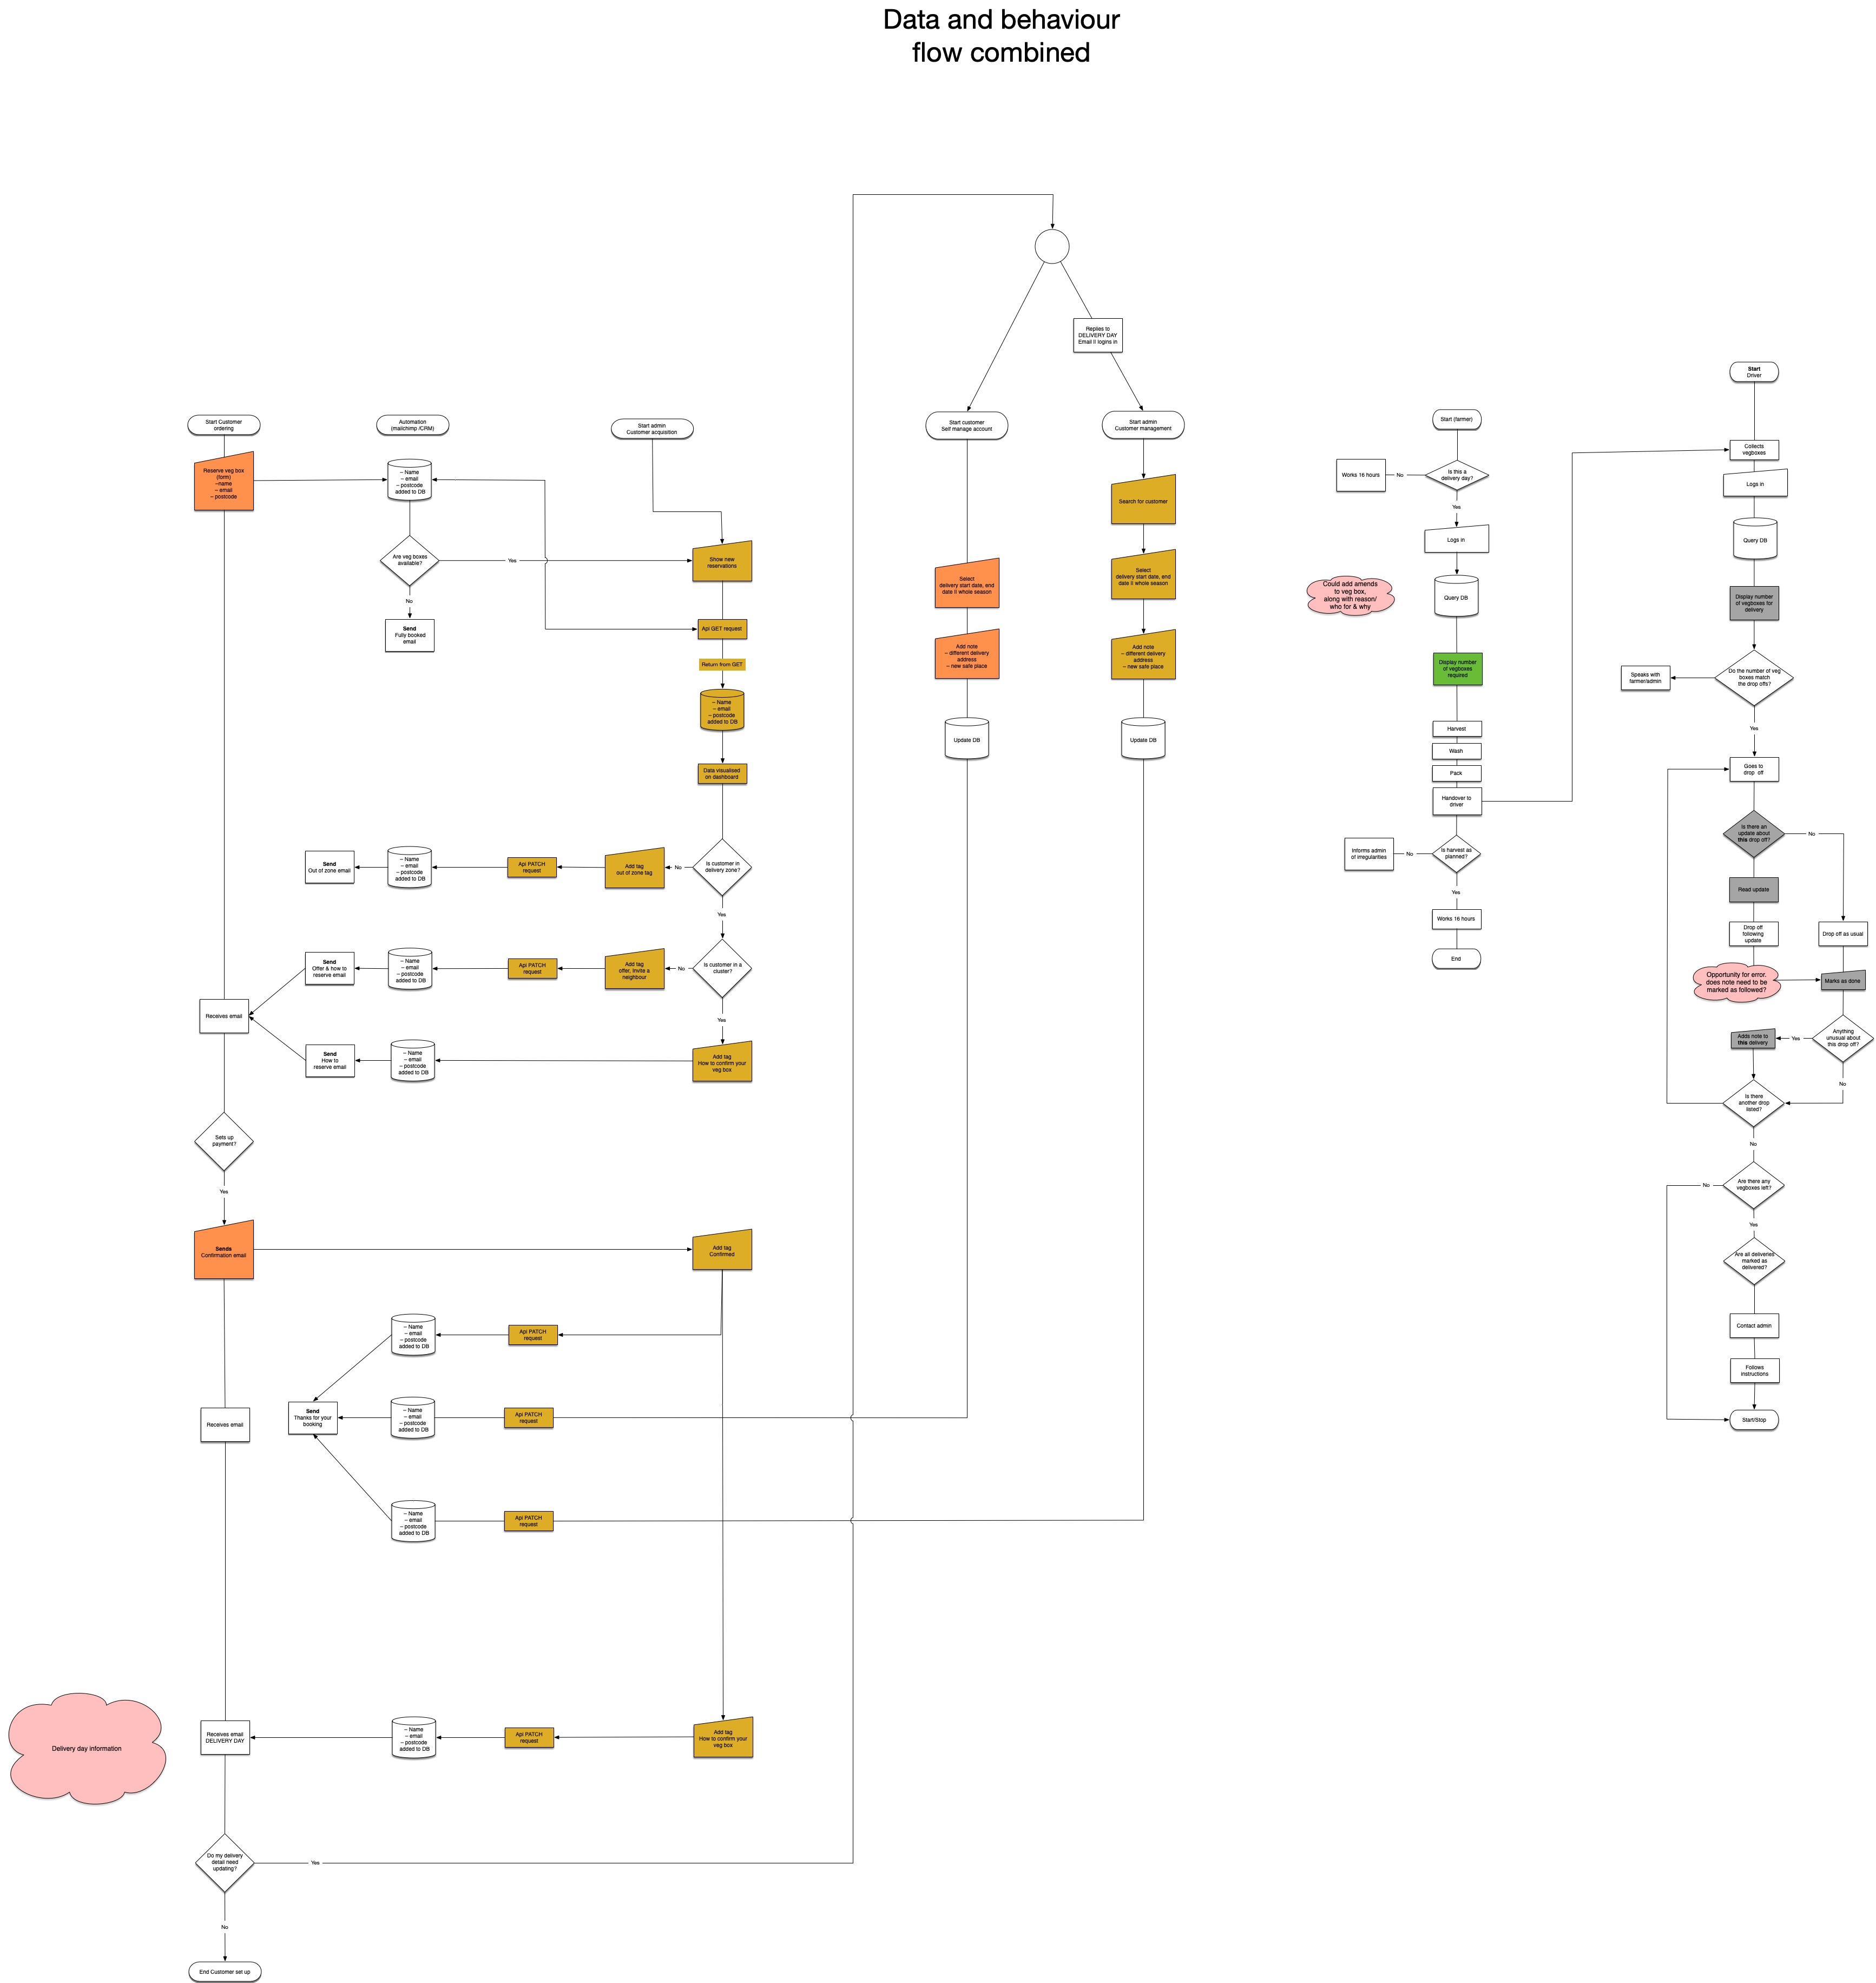 Data and behaviour
flow combined
Start Customer
ordering
Reserve veg box
(form)
–name
– email
– postcode
Receives email
Sets up
payment?
Yes
Sends
Confirmation email
Receives email
Receives email
DELIVERY DAY
Delivery day information
Do my delivery
detail need
updating?
Yes
No
End Customer set up
Automation
(mailchimp /CRM)
– Name
– email
– postcode
added to DB
Are veg boxes
available?
Yes
No
Send
Fully booked
email
Start admin
Customer acquisition
Show new
reservations
Api GET request
Return from GET
– Name
– email
– postcode
added to DB
Data visualised
on dashboard
Is customer in
delivery zone?
No
Add tag
out of zone tag
Api PATCH
request
– Name
– email
– postcode
added to DB
Send
Out of zone email
Yes
Is customer in a
cluster?
No
Add tag
offer, invite a
neighbour
Api PATCH
request
– Name
– email
– postcode
added to DB
Send
Offer & how to
reserve email
Yes
Add tag
How to confirm your
veg box
– Name
– email
– postcode
added to DB
Send
How to
reserve email
Add tag
Confirmed
Api PATCH
request
– Name
– email
– postcode
added to DB
Send
Thanks for your
booking
– Name
– email
– postcode
added to DB
Api PATCH
request
– Name
– email
– postcode
added to DB
Api PATCH
request
Add tag
How to confirm your
veg box
Api PATCH
request
– Name
– email
– postcode
added to DB
Replies to
DELIVERY DAY
Email II logins in
Start customer
Self manage account
Select
delivery start date, end
date II whole season
Add note
– different delivery
address
– new safe place
Update DB
Start admin
Customer management
Search for customer
Select
delivery start date, end
date II whole season
Add note
– different delivery
address
– new safe place
Update DB
Start (farmer)
Is this a
delivery day?
No
Works 16 hours
Yes
Logs in
Query DB
Could add amends
to veg box,
along with reason/
who for & why
Display number
of vegboxes
required
Harvest
Wash
Pack
Handover to
driver
Is harvest as
planned?
No
Informs admin
of irregularities
Yes
Works 16 hours
End
Start
Driver
Collects
vegboxes
Logs in
Query DB
Display number
of vegboxes for
delivery
Do the number of veg
boxes match
the drop offs?
Speaks with
farmer/admin
Yes
Goes to
drop off
Is there an
update about
this drop off?
No
Read update
Drop off
following
update
Drop off as usual
Opportunity for error.
does note need to be
marked as followed?
Marks as done
Anything
unusual about
this drop off?
Yes
Adds note to
this delivery
No
Is there
another drop
listed?
No
Are there any
vegboxes left?
No
Yes
Are all deliveries
marked as
delivered?
Contact admin
Follows
instructions
Start/Stop